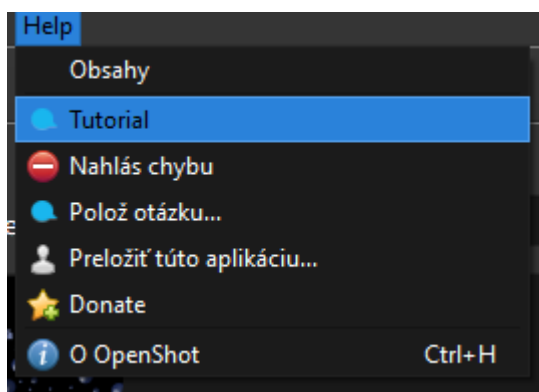 Help
Obsahy
Tutorial
Nahlás chybu
Polož otázku...
Preložiť túto aplikáciu...
Donate
O OpenShot Ctrl+H